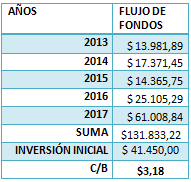 AÑOS FLUJO DE
FONDOS
2013 $ 13.981,89
2014 $ 17.371,45
2015 $ 14.365,75
2016 $ 25.105,29
2017 $ 61.008,84
SUMA $131.833,22
INVERSIÓN INICIAL $ 41.450,00
C/B $3,18